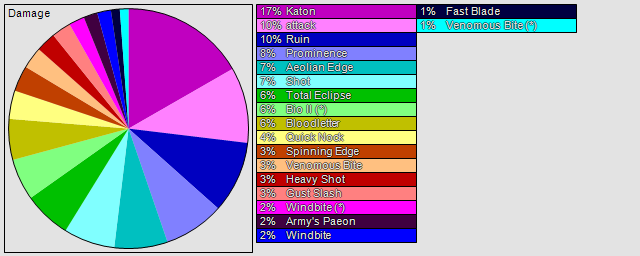 Damage
17% Katon
10% attack
10% Ruin
8% Prominence
7% Aeolian Edge
7% Shot
6% Total Eclipse
6% Bio II (*)
6% Bloodletter
4% Quick Nock
3% Spinning Edge
3% Venomous Bite
3% Heavy Shot
3% Gust Slash
2% Windbite (*)
2% Army's Paeon
2% Windbite
1% Fast Blade
1% Venomous Bite (*)